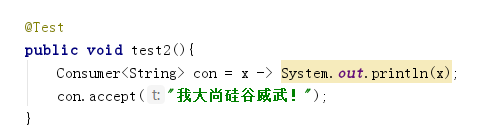 @Test
public void test2(){
    Consumer<String> con = x -> System.out.println(x);
    con.accept( t: "我大尚硅谷威武！");
}